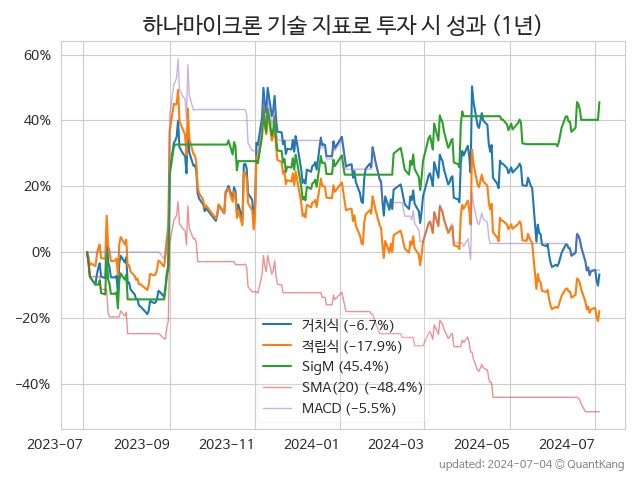 하나마이크론 기술 지표로 투자 시 성과 (1년)
60%
40%
20%
0%
−20%
−40%
거치식 (−6.7%)
적립식 (−17.9%)
SigM (45.4%)
SMA(20) (−48.4%)
MACD (−5.5%)
2023−07 2023−09 2023−11 2024−01 2024−03 2024−05 2024−07
updated: 2024-07-04 © QuantKang